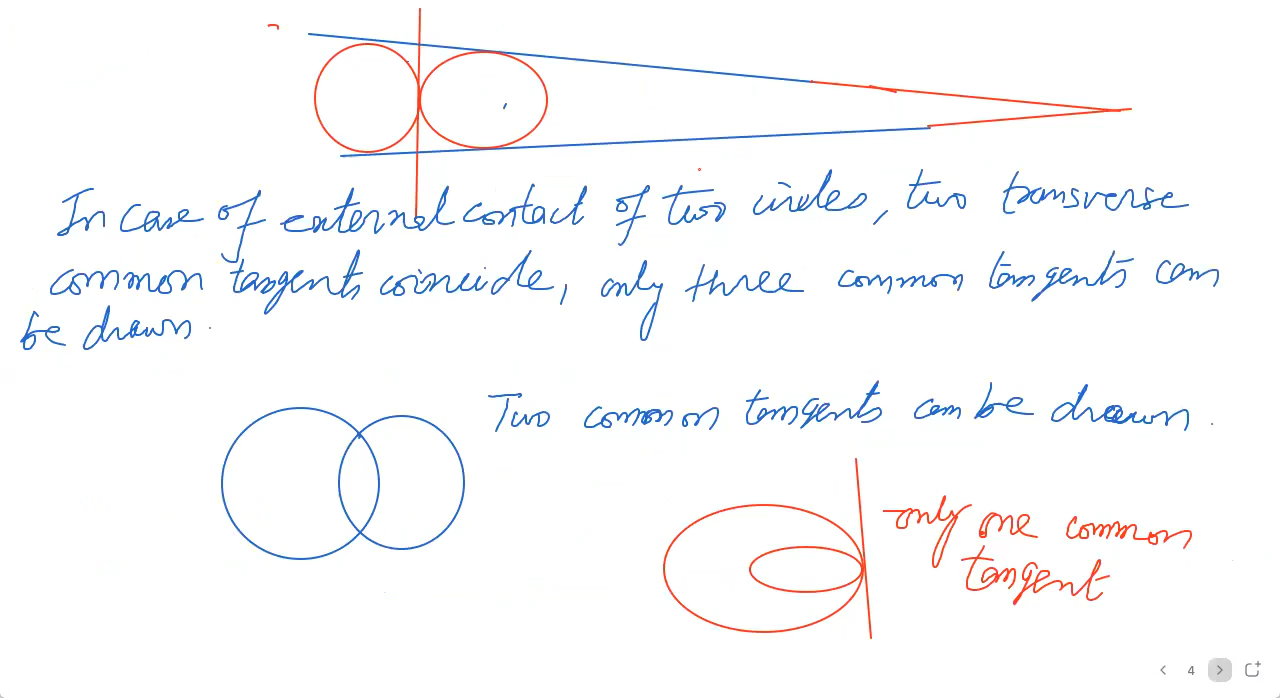 In case of external contact of two circles, two transverse
common tangents coincide, only three common tangents can
be drawn.
Two common tangents can be drawn.
only one common
tangent
4